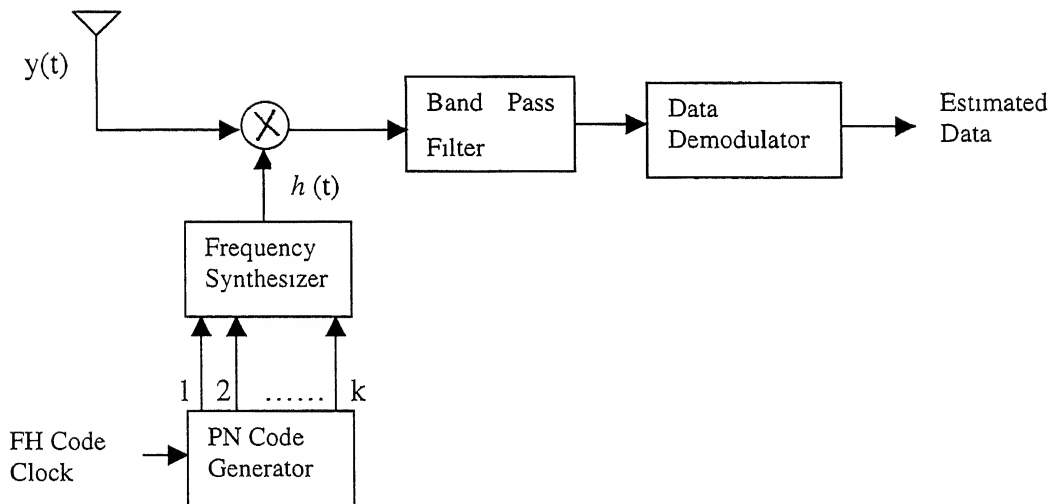 y(t)
Band Pass
Filter
Data
Demodulator
Estimated
Data
h (t)
Frequency
Synthesizer
1 2 ...... k
FH Code
Clock
PN Code
Generator